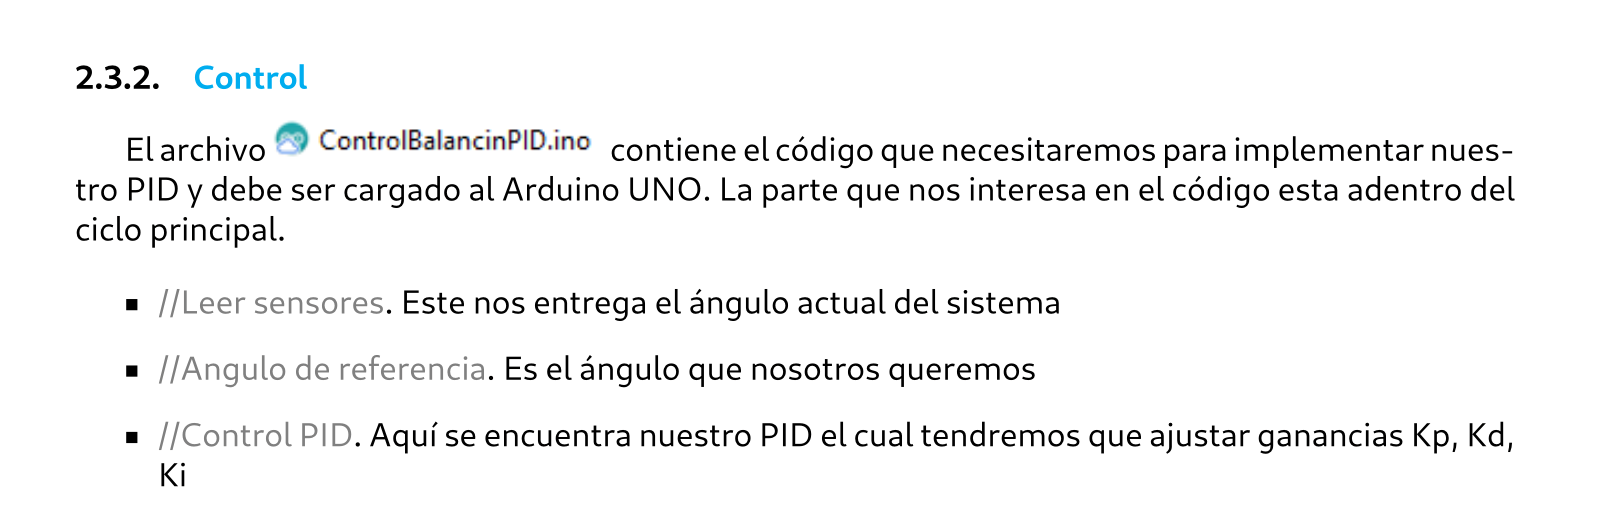 2.3.2. Control
El archivo ControlBalancinPID.ino contiene el código que necesitaremos para implementar nues-
tro PID y debe ser cargado al Arduino UNO. La parte que nos interesa en el código esta adentro del
ciclo principal.
▪ //Leer sensores. Este nos entrega el ángulo actual del sistema
▪ //Angulo de referencia. Es el ángulo que nosotros queremos
▪ //Control PID. Aquí se encuentra nuestro PID el cual tendremos que ajustar ganancias Kp, Kd,
Ki